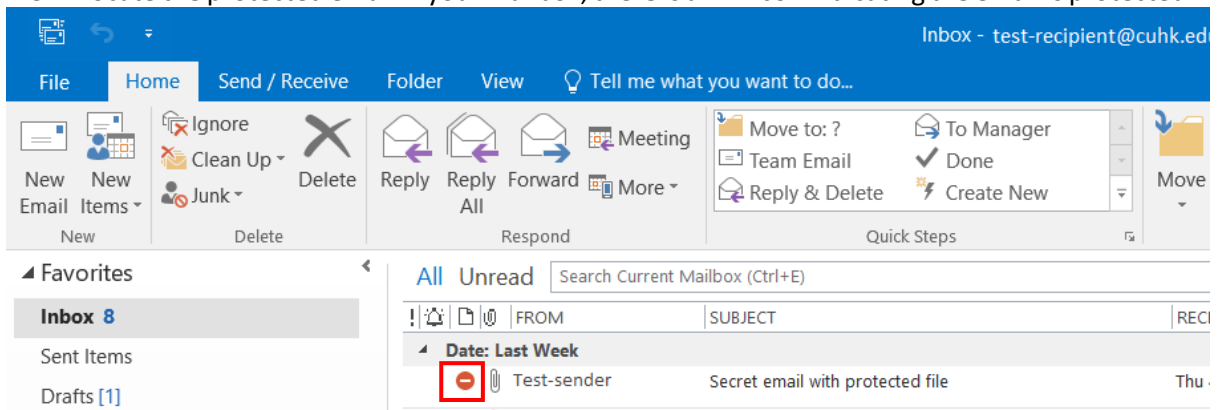 Inbox - test-recipient@cuhk.edu
File Home Send / Receive Folder View Tell me what you want to do...
Ignore
Clean Up
Junk
Delete
New Email
New Items
Reply
Reply All
Forward
Meeting
More
Move to: ?
Team Email
Reply & Delete
To Manager
Done
Create New
Move
New Delete Respond Quick Steps
Favorites
All Unread Search Current Mailbox (Ctrl+E)
Inbox 8
! FROM SUBJECT RECE
Date: Last Week
Sent Items
Test-sender Secret email with protected file Thu
Drafts [1]